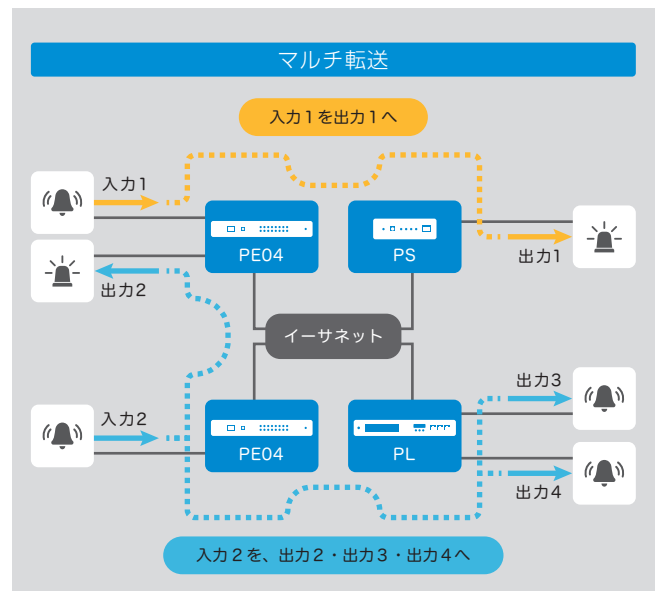 マルチ転送
入力1を出力1へ
入力1
PE04
PS
出力1
出力2
イーサネット
出力3
入力2
PE04
PL
出力4
入力2を、出力2・出力3・出力4へ